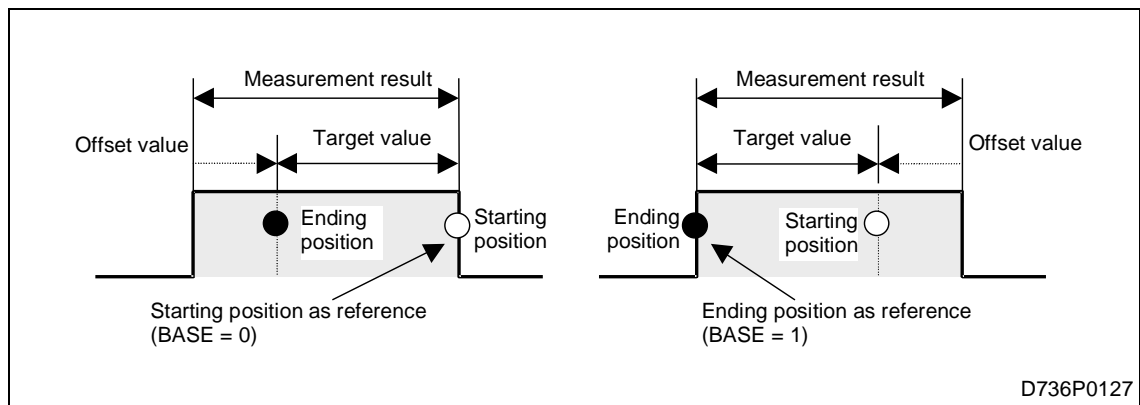 Measurement result
Offset value
Target value
Ending
position
Starting
position
Starting position as reference
(BASE = 0)
Measurement result
Target value
Offset value
Ending
position
Starting
position
Ending position as reference
(BASE = 1)
D736P0127